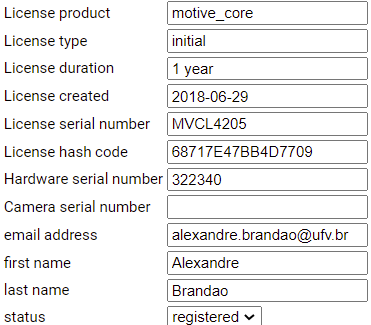 License product motive_core
License type initial
License duration 1 year
License created 2018-06-29
License serial number MVCL4205
License hash code 68717E47BB4D7709
Hardware serial number 322340
Camera serial number
email address alexandre.brandao@ufv.br
first name Alexandre
last name Brandao
status registered